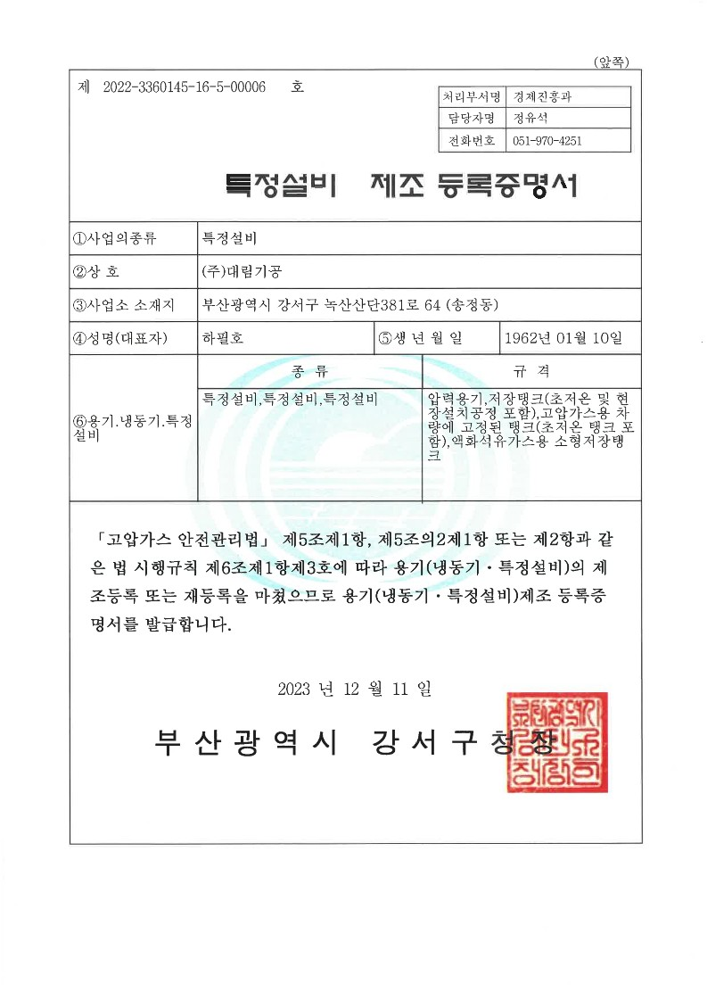 (앞쪽)
제 2022-3360145-16-5-00006 호
처리부서명 경제진흥과
담당자명 정유석
전화번호 051-970-4251
특정설비 제조 등록증명서
①사업의종류 특정설비
②상 호 (주)대림기공
③사업소 소재지 부산광역시 강서구 녹산산단381로 64 (송정동)
④성명(대표자) 하필호 ⑤생 년 월 일 1962년 01월 10일
종 류 규 격
⑥용기.냉동기.특정
설비
특정설비,특정설비,특정설비
압력용기,저장탱크(초저온 및 현
장설치공정 포함),고압가스용 차
량에 고정된 탱크(초저온 탱크 포
함),액화석유가스용 소형저장탱
크
「고압가스 안전관리법」 제5조제1항, 제5조의2제1항 또는 제2항과 같
은 법 시행규칙 제6조제1항제3호에 따라 용기(냉동기·특정설비)의 제
조등록 또는 재등록을 마쳤으므로 용기(냉동기·특정설비)제조 등록증
명서를 발급합니다.
2023 년 12 월 11 일
부 산 광 역 시 강 서 구 청 장